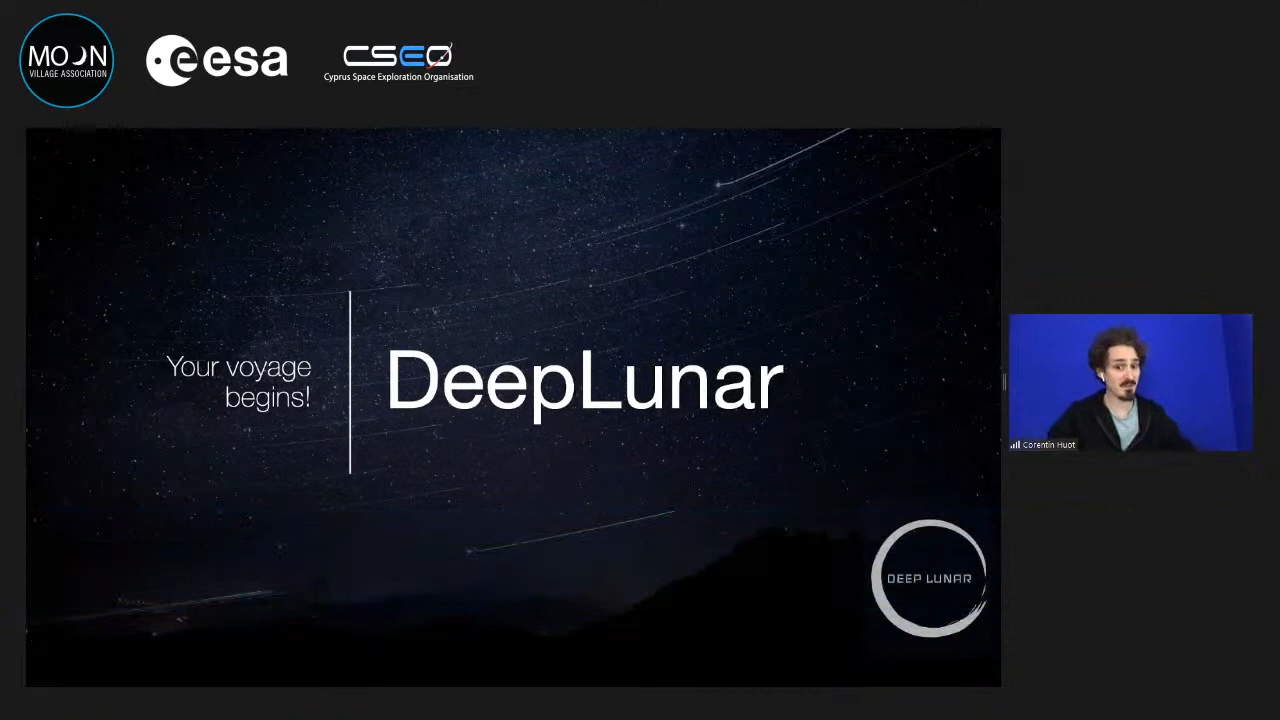 MOON
VILLAGE ASSOCIATION
esa
CSEO
Cyprus Space Exploration Organisation
Your voyage
begins!
DeepLunar
Corentin Huot
DEEP LUNAR